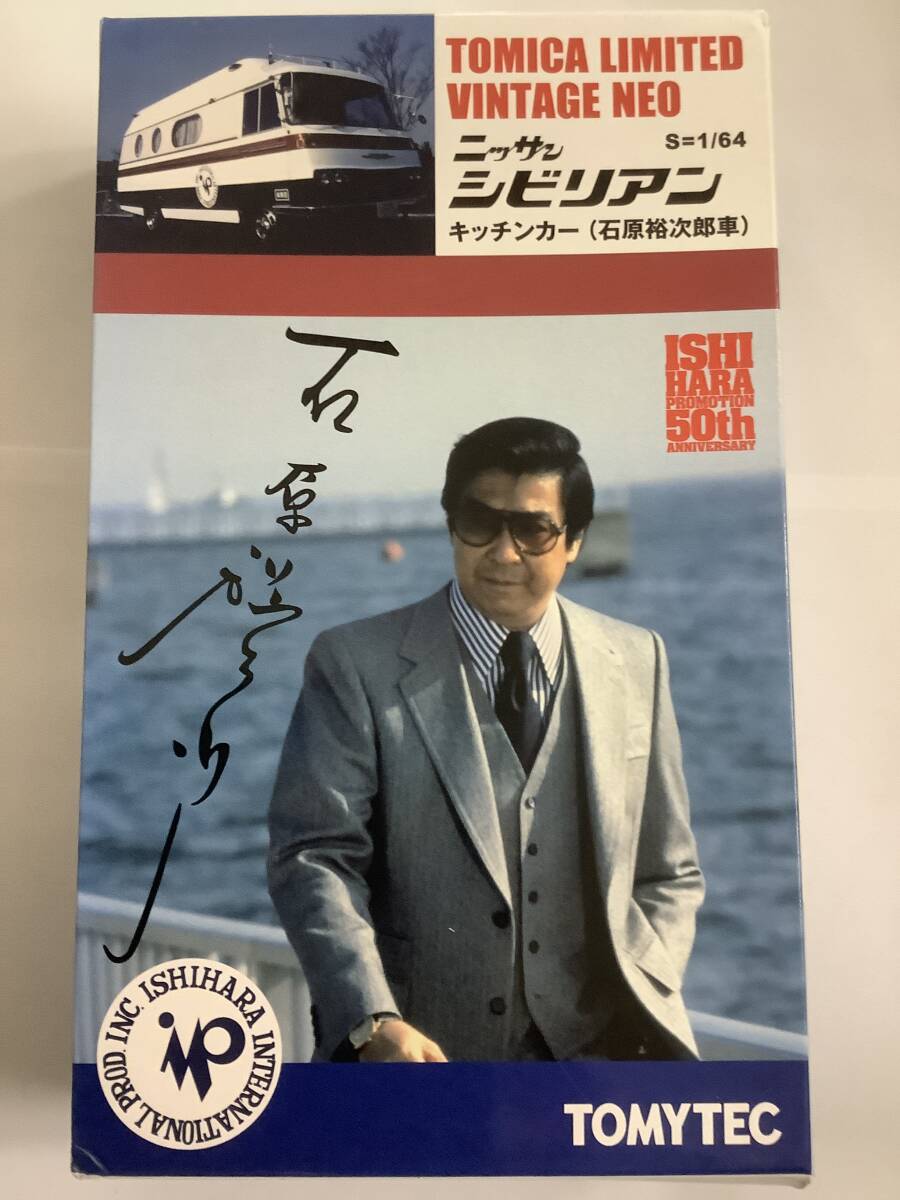 TOMICA LIMITED
VINTAGE NEO
ニッサン S=1/64
シビリアン
キッチンカー(石原裕次郎車)
石原裕次郎
ISHI
HARA
PROMOTION
50th
ANNIVERSARY
ISHIHARA INTERNATIONAL PROD. INC.
TOMYTEC